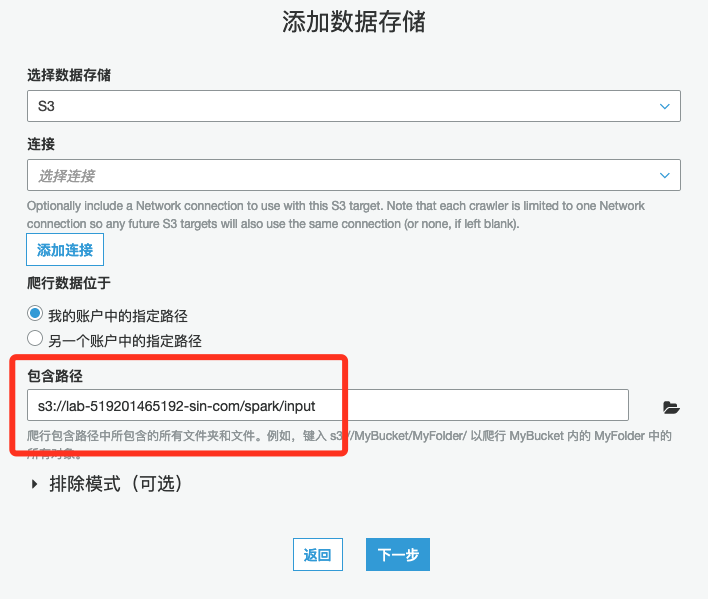 添加数据存储
选择数据存储
S3
连接
选择连接
Optionally include a Network connection to use with this S3 target. Note that each crawler is limited to one Network
connection so any future S3 targets will also use the same connection (or none, if left blank).
添加连接
爬行数据位于
我的账户中的指定路径
另一个账户中的指定路径
包含路径
s3://lab-519201465192-sin-com/spark/input
爬行包含路径中所包含的所有文件夹和文件。例如，键入 s3://MyBucket/MyFolder/ 以爬行 MyBucket 内的 MyFolder 中的
所有对象。
排除模式（可选）
返回
下一步